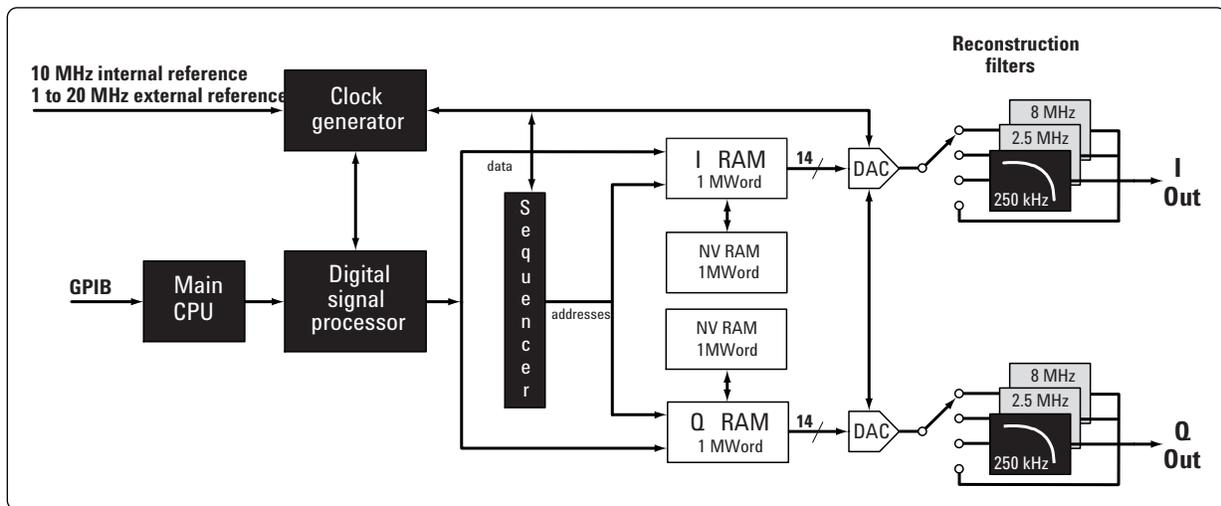 Reconstruction
filters
10 MHz internal reference
1 to 20 MHz external reference
Clock
generator
8 MHz
2.5 MHz
250 kHz
I
Out
data
I RAM
1 MWord
14
DAC
S
e
q
u
e
n
c
e
r
NV RAM
1MWord
GPIB
Main
CPU
Digital
signal
processor
addresses
NV RAM
1MWord
Q RAM
1 MWord
14
DAC
8 MHz
2.5 MHz
250 kHz
Q
Out